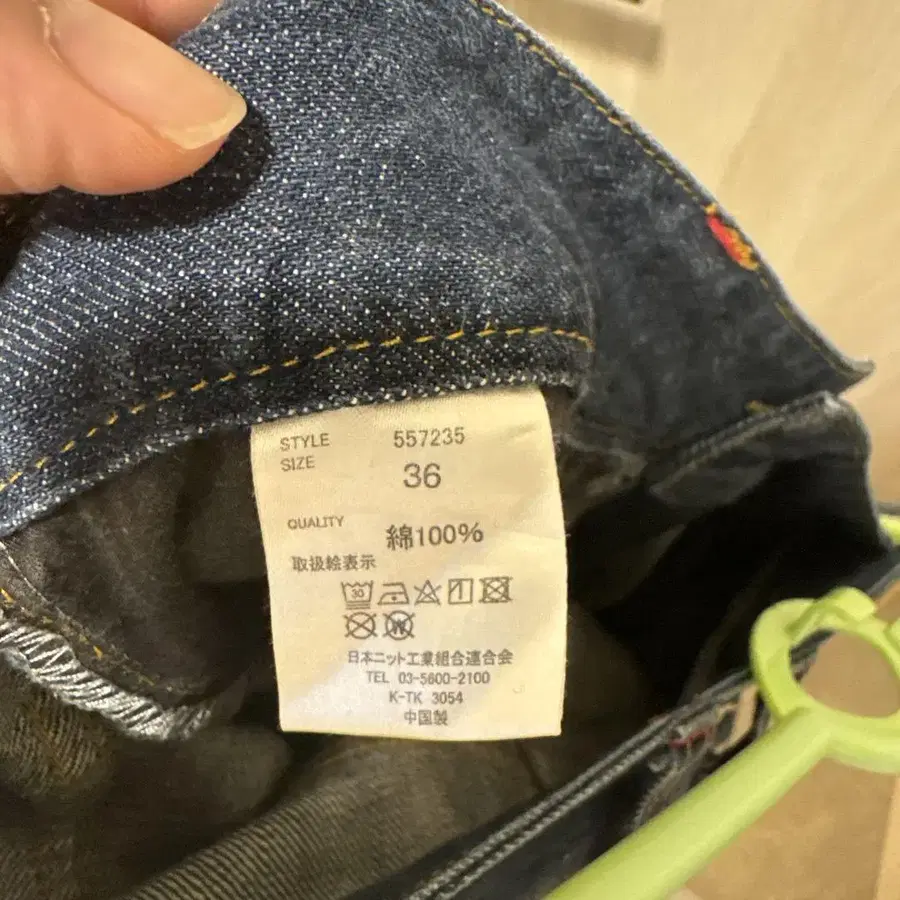 STYLE 557235
SIZE 36
QUALITY
綿100%
取扱絵表示
30
W
日本ニット工業組合連合会
TEL 03-5600-2100
K-TK 3054
中国製